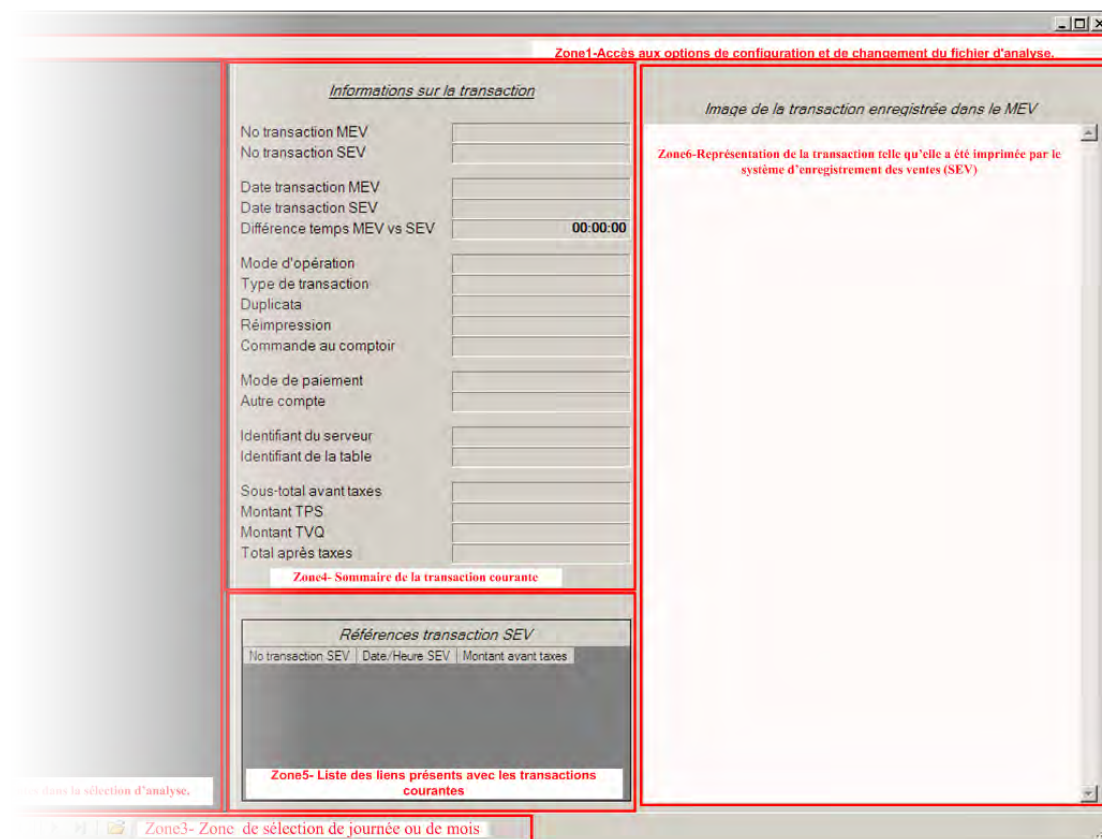 Zone1-Accès aux options de configuration et de changement du fichier d'analyse.
Informations sur la transaction
No transaction MEV
No transaction SEV
Date transaction MEV
Date transaction SEV
Différence temps MEV vs SEV 00:00:00
Mode d'opération
Type de transaction
Duplicata
Réimpression
Commande au comptoir
Mode de paiement
Autre compte
Identifiant du serveur
Identifiant de la table
Sous-total avant taxes
Montant TPS
Montant TVQ
Total après taxes
Zone4- Sommaire de la transaction courante
Références transaction SEV
No transaction SEV Date/Heure SEV Montant avant taxes
Zone5- Liste des liens présents avec les transactions
courantes
Image de la transaction enregistrée dans le MEV
Zone6-Représentation de la transaction telle qu'elle a été imprimée par le
système d'enregistrement des ventes (SEV)
dans la sélection d'analyse.
Zone3- Zone de sélection de journée ou de mois